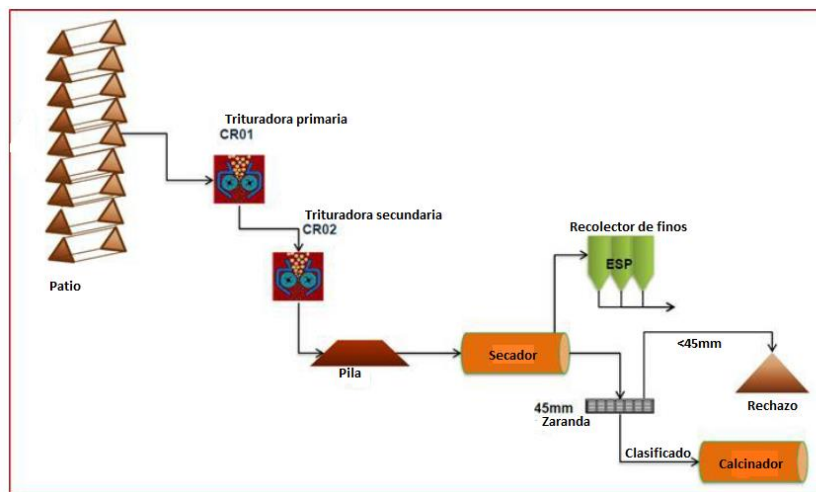 Trituradora primaria
CR01
Trituradora secundaria
CR02
Recolector de finos
ESP
Patio
Secador
<45mm
Pila
45mm
Zaranda
Rechazo
Clasificado
Calcinador